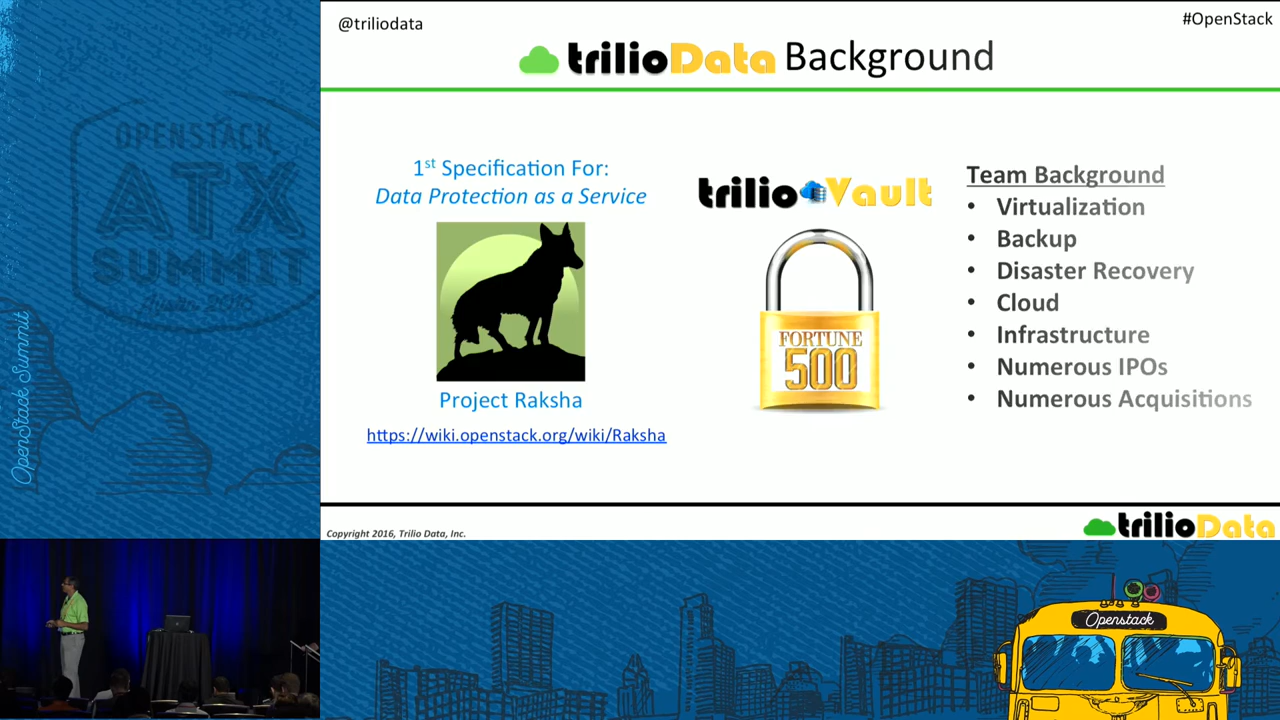 @triliodata
#OpenStack
trilioData Background
1st Specification For:
Data Protection as a Service
Project Raksha
https://wiki.openstack.org/wiki/Raksha
trilioVault
FORTUNE
500
Team Background
• Virtualization
• Backup
• Disaster Recovery
• Cloud
• Infrastructure
• Numerous IPOs
• Numerous Acquisitions
Copyright 2016, Trilio Data, Inc.
trilioData
OPENSTACK
ATX
SUMMIT
Austin 2016
OpenStack Summit
Openstack